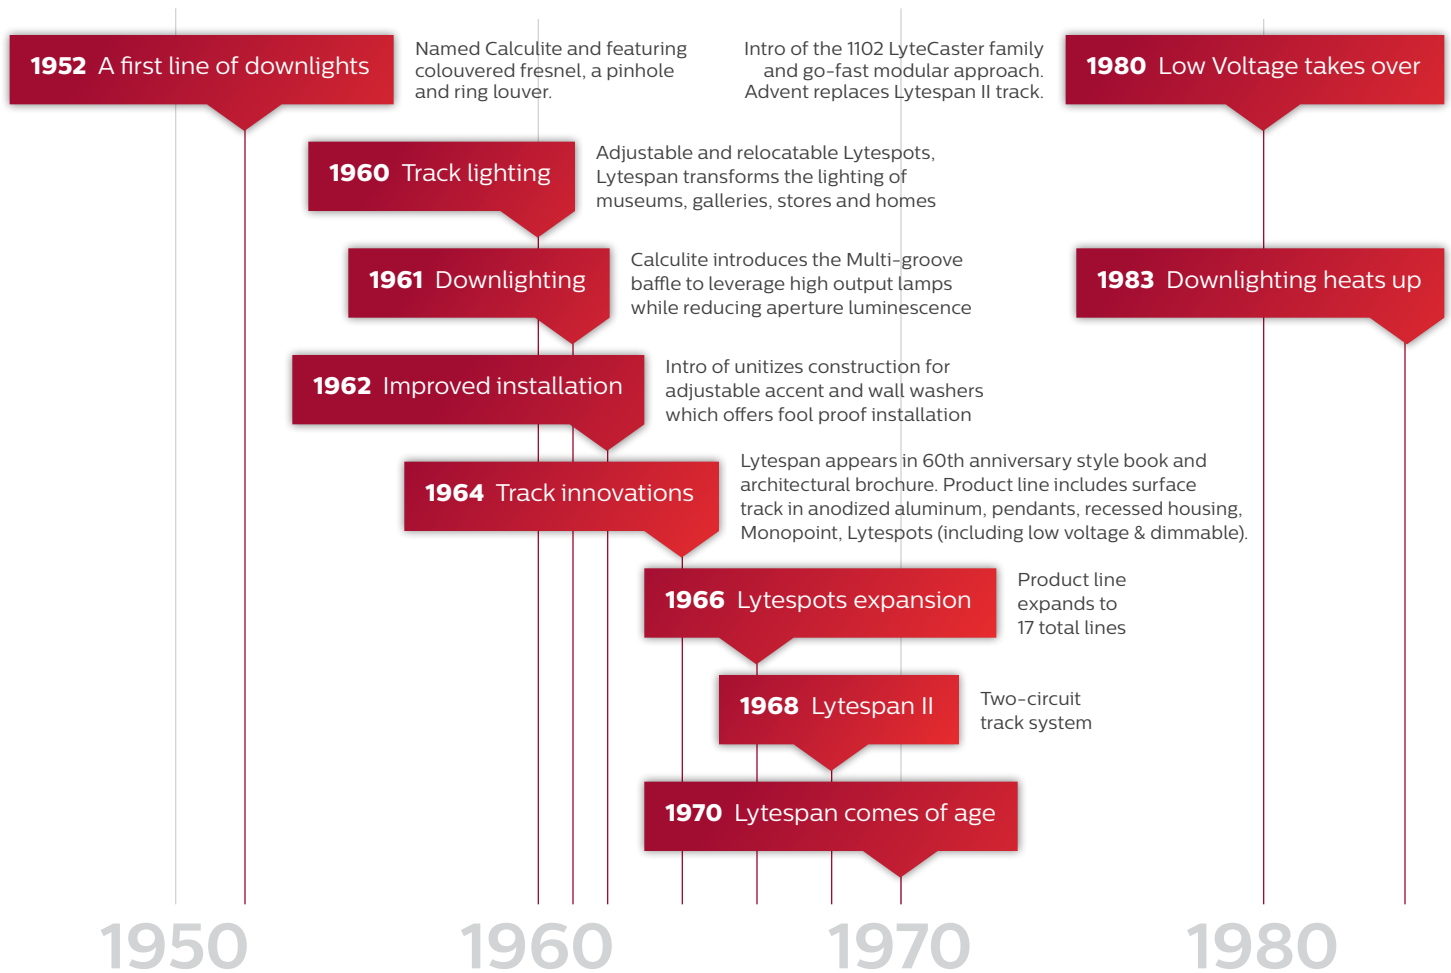 1952 A first line of downlights
Named Calculite and featuring
colouvered fresnel, a pinhole
and ring louver.
Intro of the 1102 LyteCaster family
and go-fast modular approach.
Advent replaces Lytespan II track.
1980 Low Voltage takes over
1960 Track lighting
Adjustable and relocatable Lytespots,
Lytespan transforms the lighting of
museums, galleries, stores and homes
1961 Downlighting
Calculite introduces the Multi-groove
baffle to leverage high output lamps
while reducing aperture luminescence
1983 Downlighting heats up
1962 Improved installation
Intro of unitizes construction for
adjustable accent and wall washers
which offers fool proof installation
1964 Track innovations
Lytespan appears in 60th anniversary style book and
architectural brochure. Product line includes surface
track in anodized aluminum, pendants, recessed housing,
Monopoint, Lytespots (including low voltage & dimmable).
1966 Lytespots expansion
Product line
expands to
17 total lines
1968 Lytespan II
Two-circuit
track system
1970 Lytespan comes of age
1950 1960 1970 1980